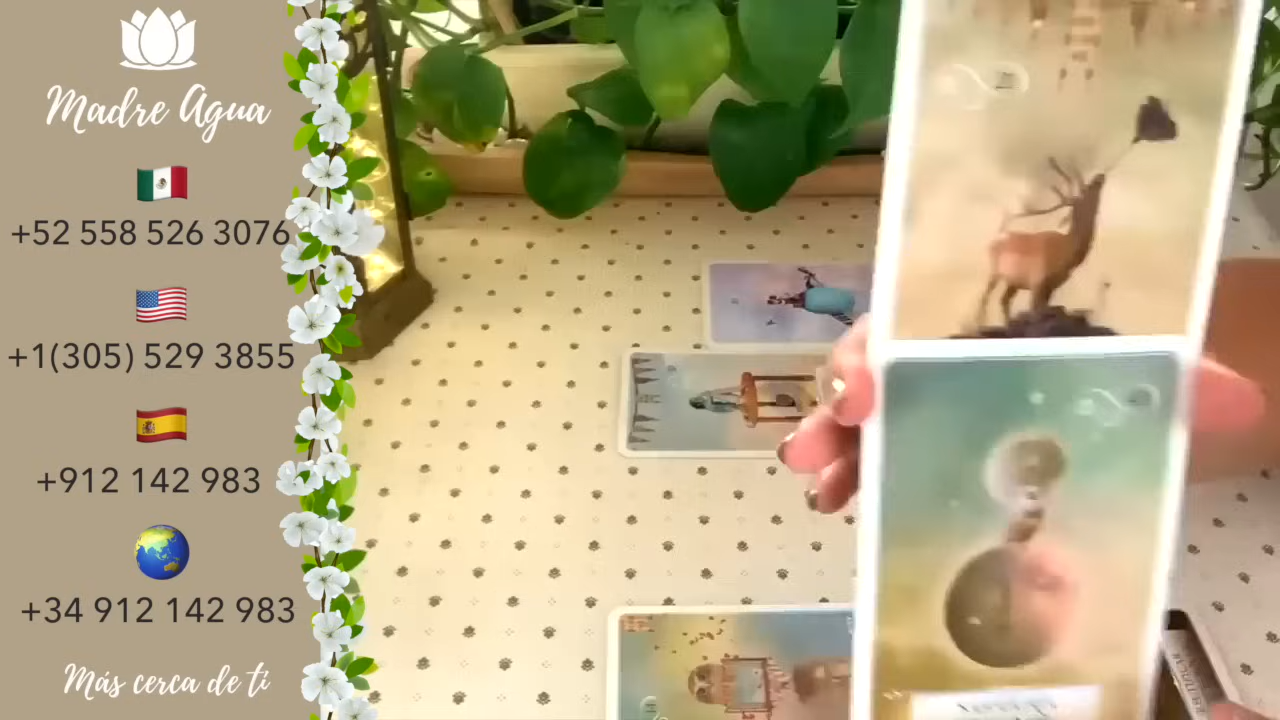 Madre Agua
+52 558 526 3076
+1(305) 529 3855
+912 142 983
+34 912 142 983
Más cerca de ti